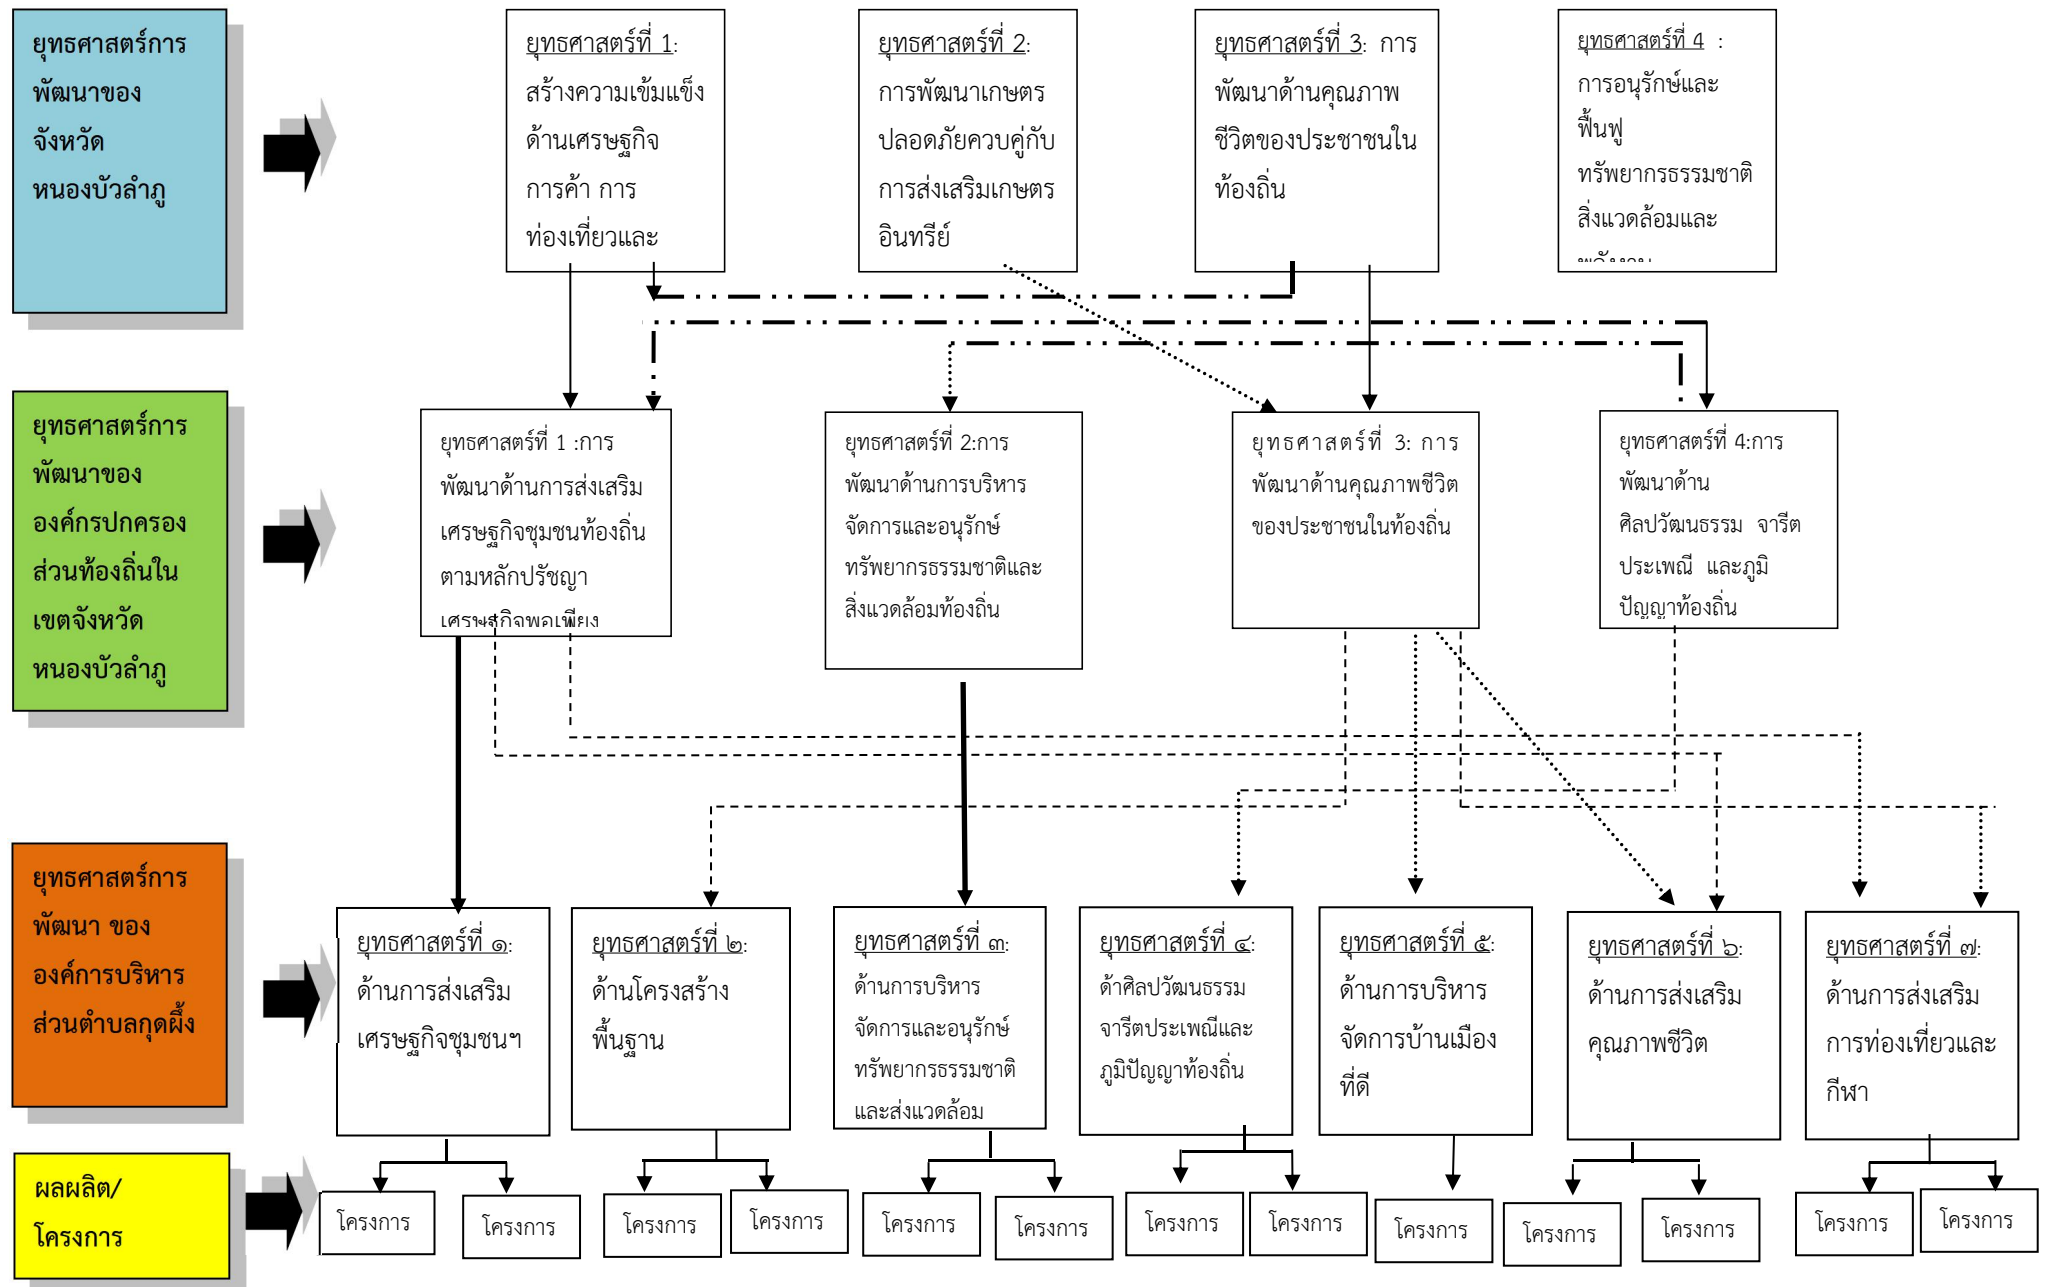 ยุทธศาสตร์การ
พัฒนาของ
จังหวัด
หนองบัวลำภู
ยุทธศาสตร์ที่ 1:
สร้างความเข้มแข็ง
ด้านเศรษฐกิจ
การค้า การ
ท่องเที่ยวและ
ยุทธศาสตร์ที่ 2:
การพัฒนาเกษตร
ปลอดภัยควบคู่กับ
การส่งเสริมเกษตร
อินทรีย์
ยุทธศาสตร์ที่ 3: การ
พัฒนาด้านคุณภาพ
ชีวิตของประชาชนใน
ท้องถิ่น
ยุทธศาสตร์ที่ 4 :
การอนุรักษ์และ
ฟื้นฟู
ทรัพยากรธรรมชาติ
สิ่งแวดล้อมและ
ยุทธศาสตร์การ
พัฒนาของ
องค์กรปกครอง
ส่วนท้องถิ่นใน
เขตจังหวัด
หนองบัวลำภู
ยุทธศาสตร์ที่ 1 :การ
พัฒนาด้านการส่งเสริม
เศรษฐกิจชุมชนท้องถิ่น
ตามหลักปรัชญา
เศรษฐกิจพอเพียง
ยุทธศาสตร์ที่ 2:การ
พัฒนาด้านการบริหาร
จัดการและอนุรักษ์
ทรัพยากรธรรมชาติและ
สิ่งแวดล้อมท้องถิ่น
ยุทธศาสตร์ที่ 3: การ
พัฒนาด้านคุณภาพชีวิต
ของประชาชนในท้องถิ่น
ยุทธศาสตร์ที่ 4:การ
พัฒนาด้าน
ศิลปวัฒนธรรม จารีต
ประเพณี และภูมิ
ปัญญาท้องถิ่น
ยุทธศาสตร์การ
พัฒนา ของ
องค์การบริหาร
ส่วนตำบลกุดผึ้ง
ยุทธศาสตร์ที่ ๑:
ด้านการส่งเสริม
เศรษฐกิจชุมชนฯ
ยุทธศาสตร์ที่ ๒:
ด้านโครงสร้าง
พื้นฐาน
ยุทธศาสตร์ที่ ๓:
ด้านการบริหาร
จัดการและอนุรักษ์
ทรัพยากรธรรมชาติ
และส่งแวดล้อม
ยุทธศาสตร์ที่ ๔:
ด้าศิลปวัฒนธรรม
จารีตประเพณีและ
ภูมิปัญญาท้องถิ่น
ยุทธศาสตร์ที่ ๕:
ด้านการบริหาร
จัดการบ้านเมือง
ที่ดี
ยุทธศาสตร์ที่ ๖:
ด้านการส่งเสริม
คุณภาพชีวิต
ยุทธศาสตร์ที่ ๗:
ด้านการส่งเสริม
การท่องเที่ยวและ
กีฬา
ผลผลิต/
โครงการ
โครงการ
โครงการ
โครงการ
โครงการ
โครงการ
โครงการ
โครงการ
โครงการ
โครงการ
โครงการ
โครงการ
โครงการ
โครงการ